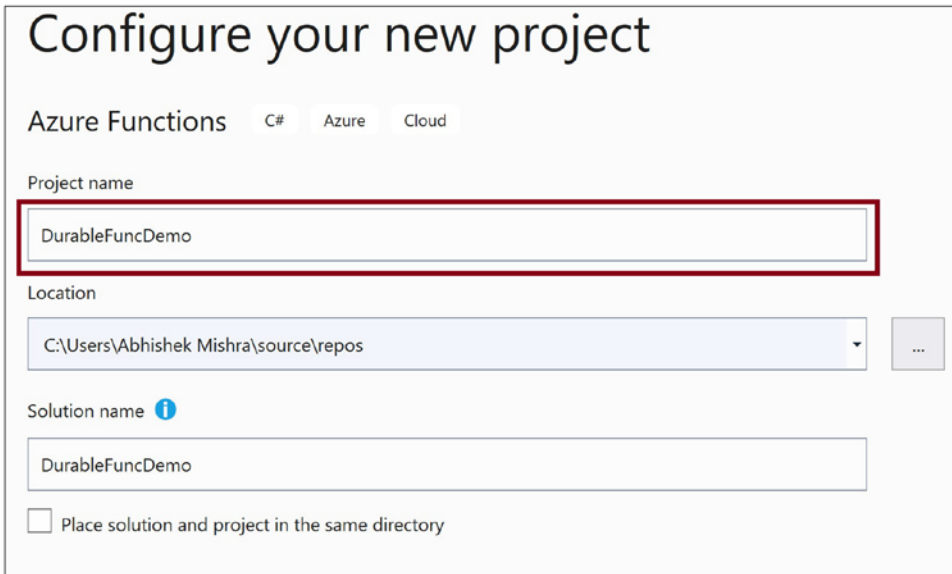 Configure your new project
Azure Functions C# Azure Cloud
Project name
DurableFuncDemo
Location
C:\Users\Abhishek Mishra\source\repos
...
Solution name i
DurableFuncDemo
Place solution and project in the same directory